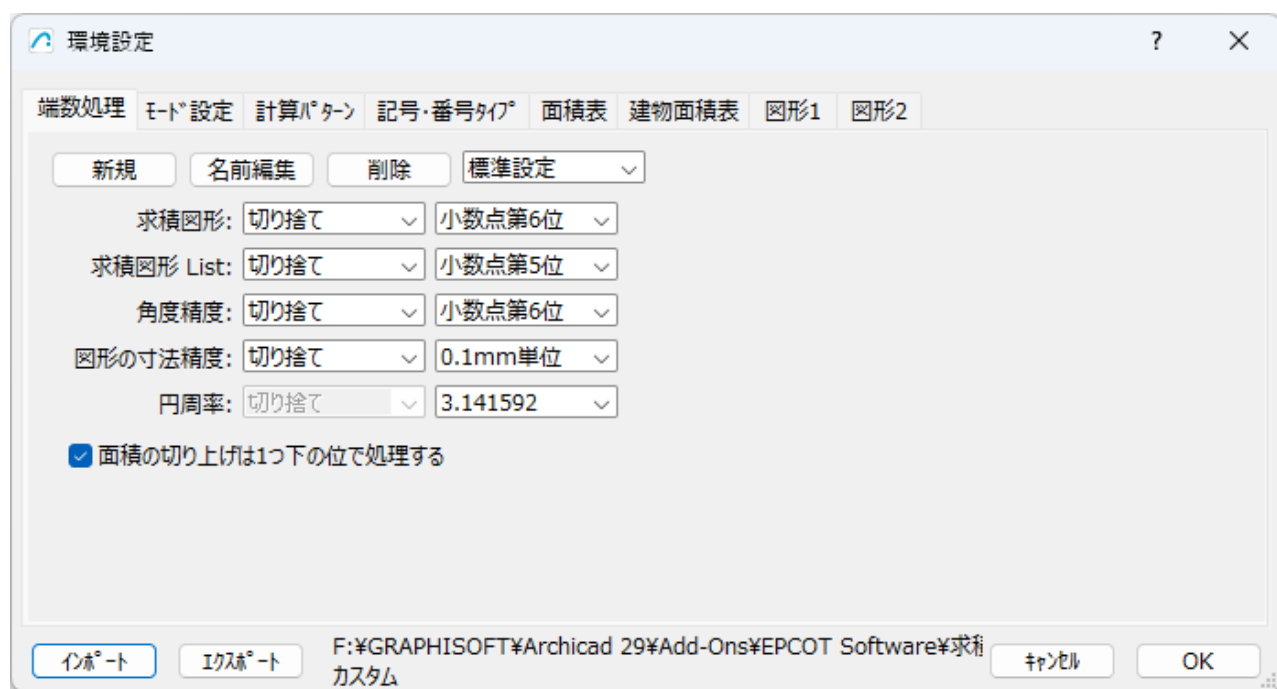 環境設定 ?
端数処理 ﾓｰﾄﾞ設定 計算ﾊﾟﾀｰﾝ 記号・番号ﾀｲﾌﾟ 面積表 建物面積表 図形1 図形2
新規 名前編集 削除 標準設定
求積図形: 切り捨て 小数点第6位
求積図形 List: 切り捨て 小数点第5位
角度精度: 切り捨て 小数点第6位
図形の寸法精度: 切り捨て 0.1mm単位
円周率: 切り捨て 3.141592
面積の切り上げは1つ下の位で処理する
ｲﾝﾎﾟｰﾄ ｴｸｽﾎﾟｰﾄ F:¥GRAPHISOFT¥Archicad 29¥Add-Ons¥EPCOT Software¥求 ｷｬﾝｾﾙ OK
カスタム